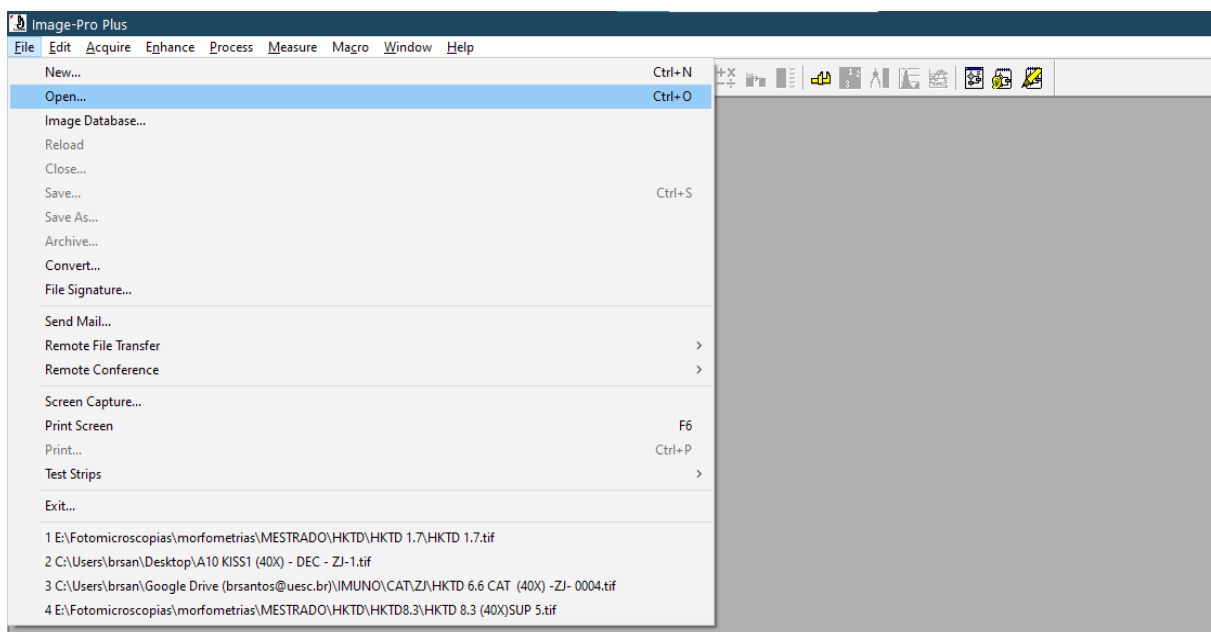 Image-Pro Plus
File Edit Acquire Enhance Process Measure Macro Window Help
New... Ctrl+N
Open... Ctrl+O
Image Database...
Reload
Close...
Save... Ctrl+S
Save As...
Archive...
Convert...
File Signature...
Send Mail...
Remote File Transfer
Remote Conference
Screen Capture...
Print Screen F6
Print... Ctrl+P
Test Strips
Exit...
1 E:\Fotomicroscopias\morfometrias\MESTRADO\HKTD\HKTD 1.7\HKTD 1.7.tif
2 C:\Users\brsan\Desktop\A10 KISS1 (40X) - DEC - ZJ-1.tif
3 C:\Users\brsan\Google Drive (brsantos@uesc.br)\IMUNO\CAT\ZJ\HKTD 6.6 CAT  (40X) -ZJ- 0004.tif
4 E:\Fotomicroscopias\morfometrias\MESTRADO\HKTD\HKTD8.3\HKTD 8.3 (40X)SUP 5.tif